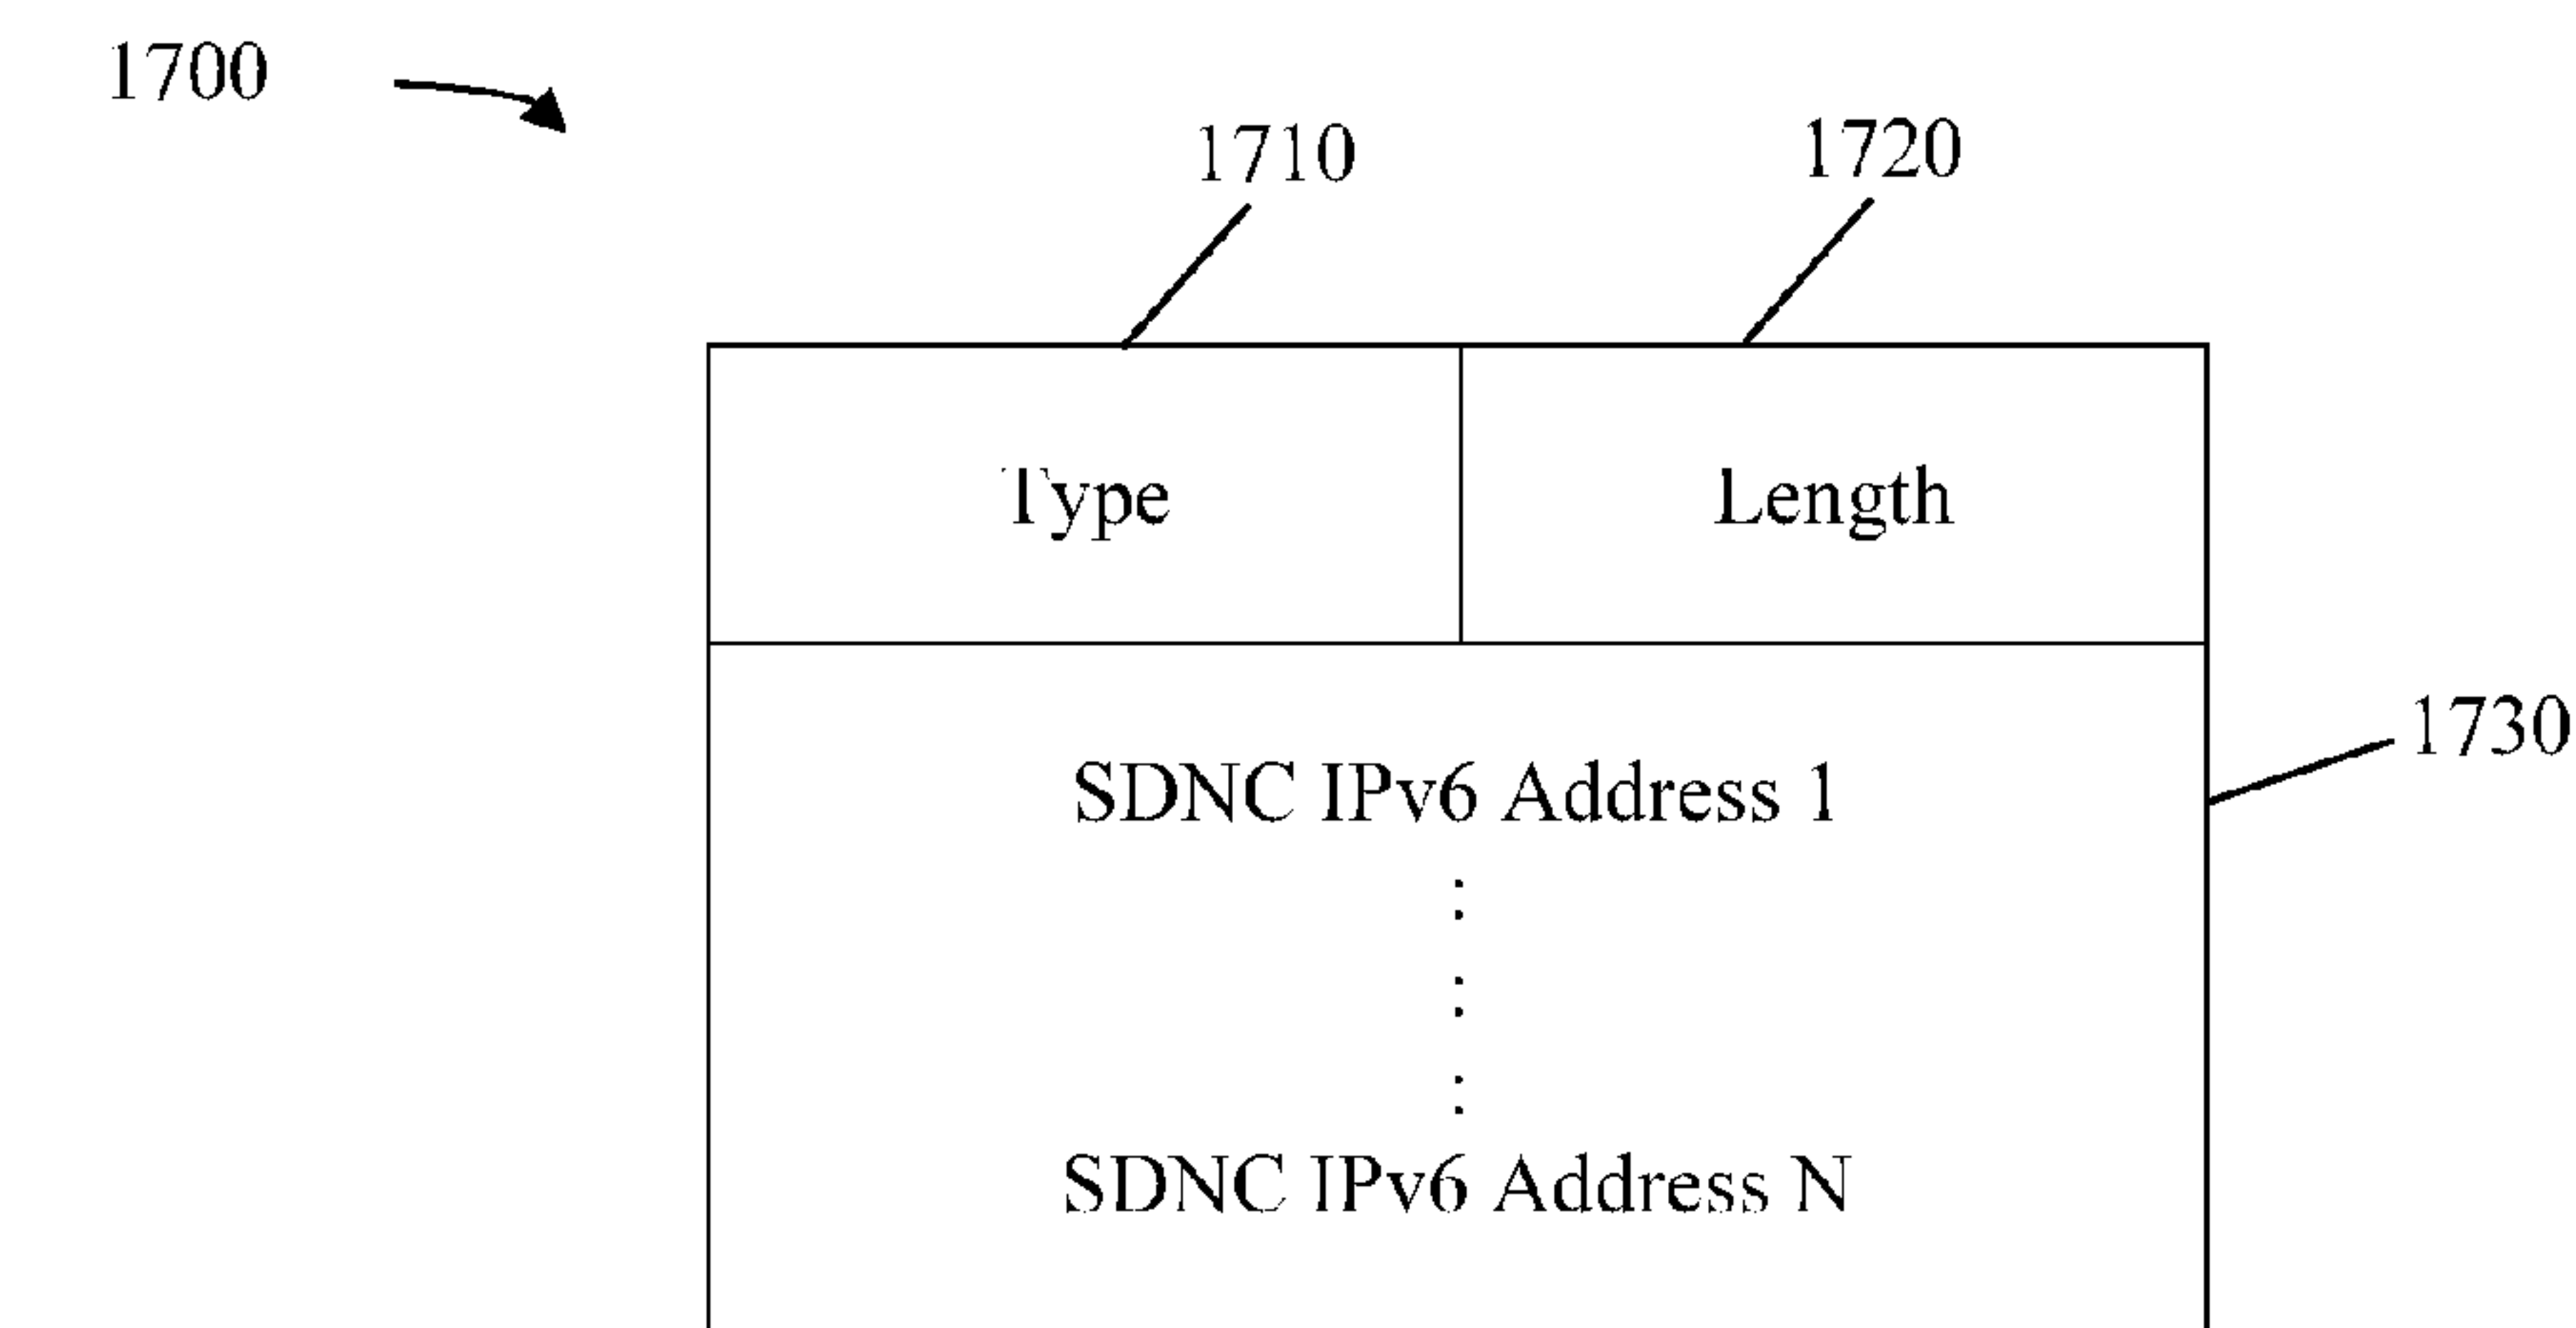 1700
1710 1720
Type Length
1730
SDNC IPv6 Address 1
SDNC IPv6 Address N